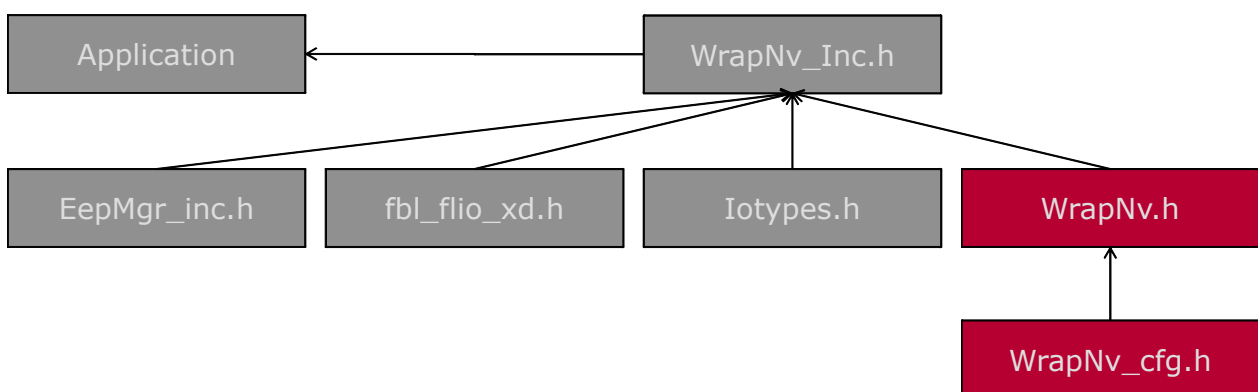 Application
WrapNv_Inc.h
EepMgr_inc.h
fbl_flio_xd.h
Iotypes.h
WrapNv.h
WrapNv_cfg.h